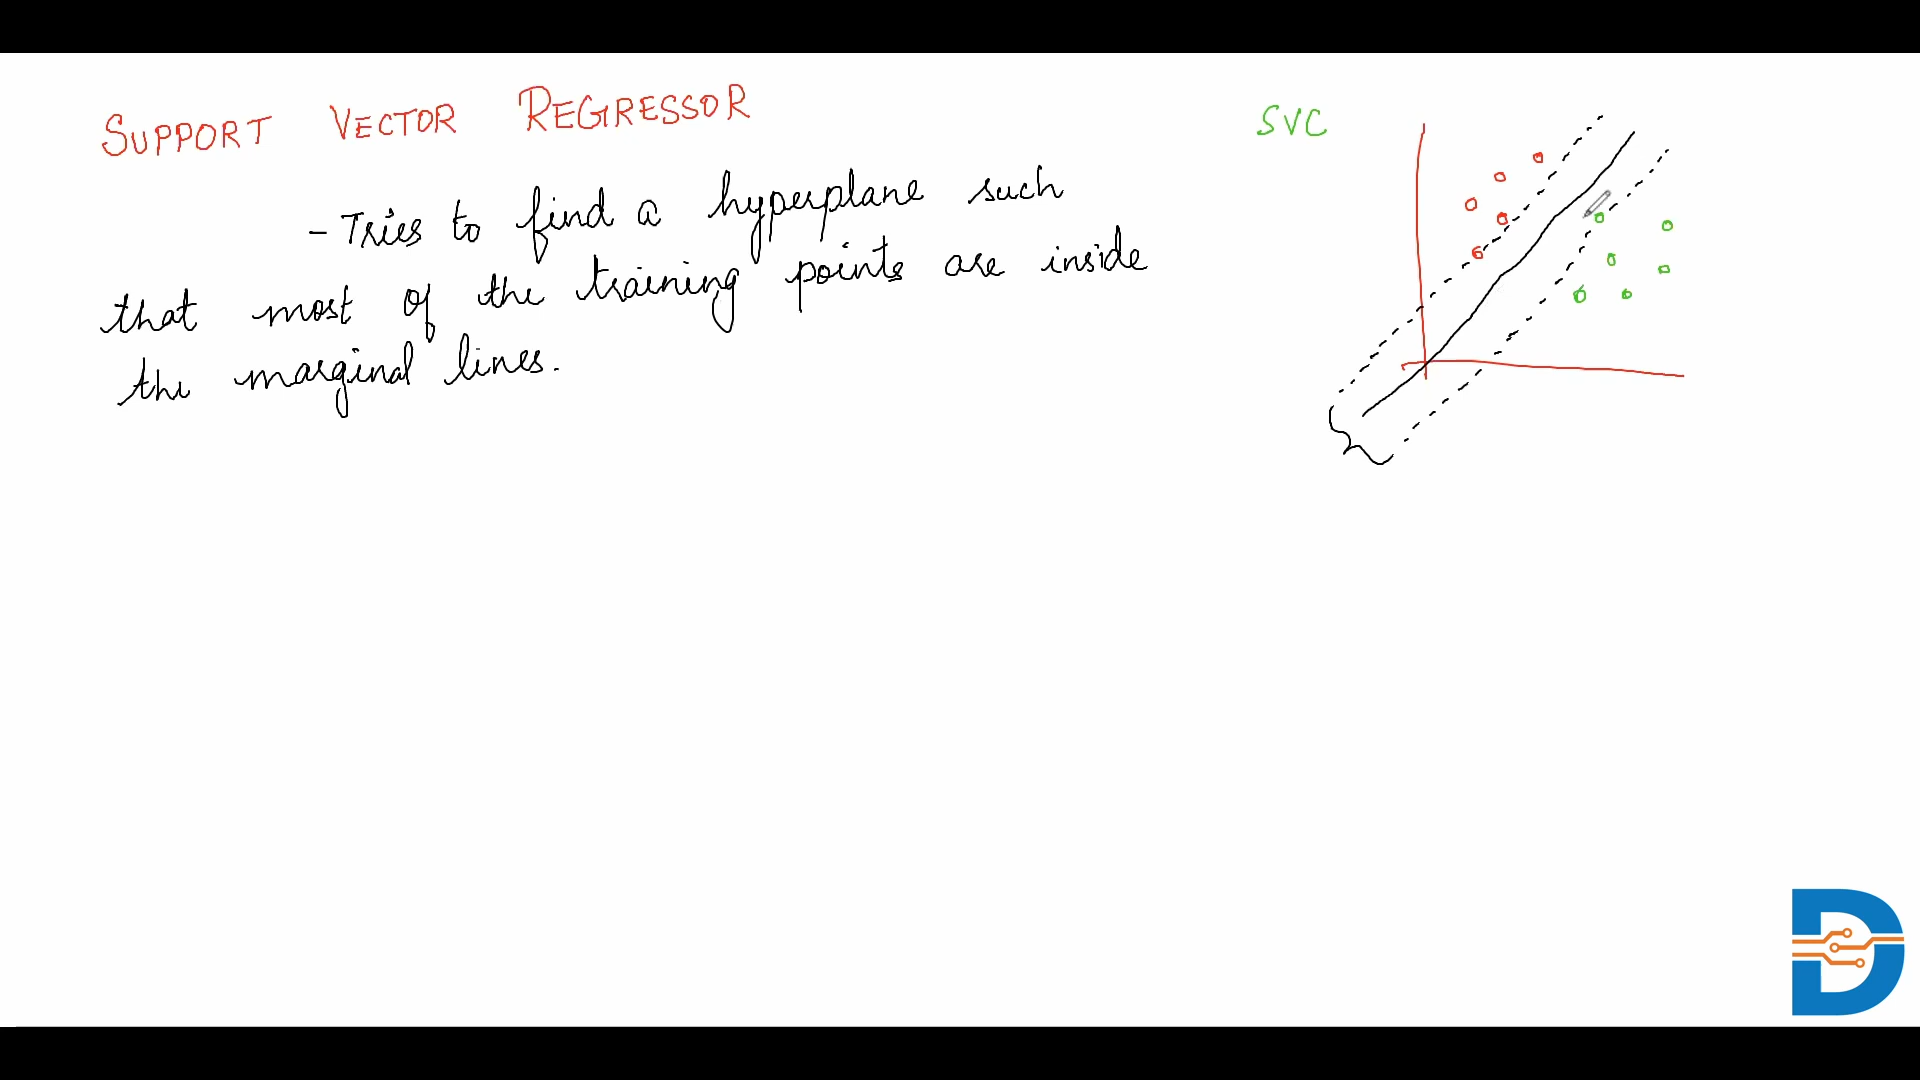 SUPPORT VECTOR REGRESSOR
SVC
- Tries to find a hyperplane such
that most of the training points are inside
the marginal lines.